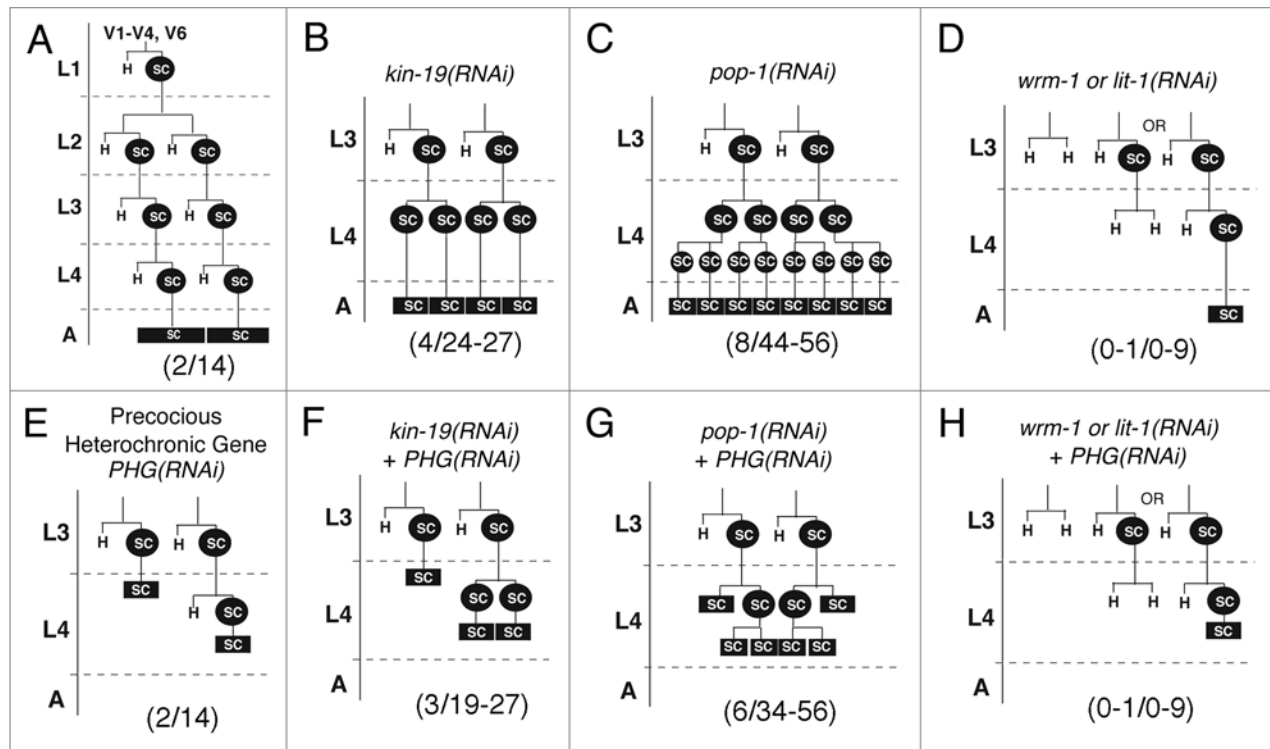 A
V1-V4, V6
L1
H SC
L2
H SC H SC
L3
H SC H SC
L4
H SC H SC
A
SC SC
(2/14)
B
kin-19(RNAi)
L3
H SC H SC
L4
SC SC SC SC
A
SC SC SC SC
(4/24-27)
C
pop-1(RNAi)
L3
H SC H SC
L4
SC SC SC SC
SC SC SC SC SC SC SC SC
A
SC SC SC SC SC SC SC SC
(8/44-56)
D
wrm-1 or lit-1(RNAi)
OR
L3
H H H SC H SC
L4
H H H SC
A
SC
(0-1/0-9)
E
Precocious
Heterochronic Gene
PHG(RNAi)
L3
H SC H SC
SC
L4
H SC
SC
A
(2/14)
F
kin-19(RNAi)
+ PHG(RNAi)
L3
H SC H SC
SC
L4
SC SC
SC SC
A
(3/19-27)
G
pop-1(RNAi)
+ PHG(RNAi)
L3
H SC H SC
L4
SC SC SC SC
SC SC SC SC
A
(6/34-56)
H
wrm-1 or lit-1(RNAi)
+ PHG(RNAi)
OR
L3
H H H SC H SC
L4
H H H SC
SC
A
(0-1/0-9)